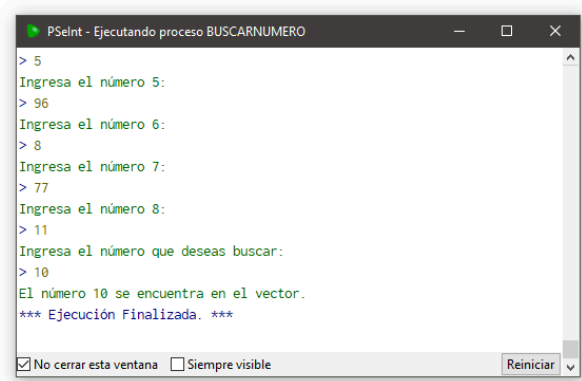 PSeInt - Ejecutando proceso BUSCARNUMERO
> 5
Ingresa el número 5:
> 96
Ingresa el número 6:
> 8
Ingresa el número 7:
> 77
Ingresa el número 8:
> 11
Ingresa el número que deseas buscar:
> 10
El número 10 se encuentra en el vector.
*** Ejecución Finalizada. ***
No cerrar esta ventana Siempre visible Reiniciar